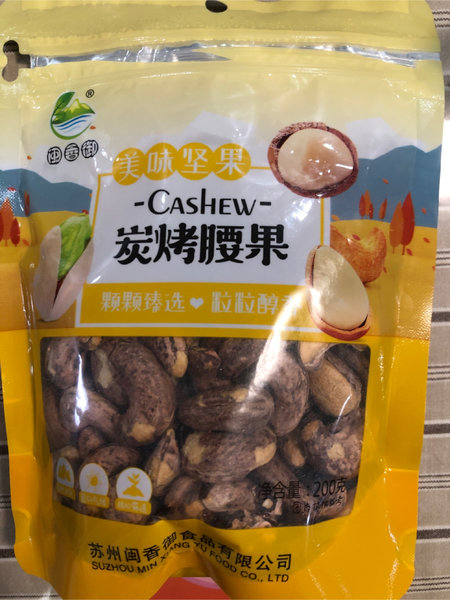 ®
闽香御
美味坚果
-CASHEW-
炭烤腰果
颗颗臻选❤粒粒醇香
净含量:200克
苏州闽香御食品有限公司
SUZHOU MIN XIANG YU FOOD CO., LTD